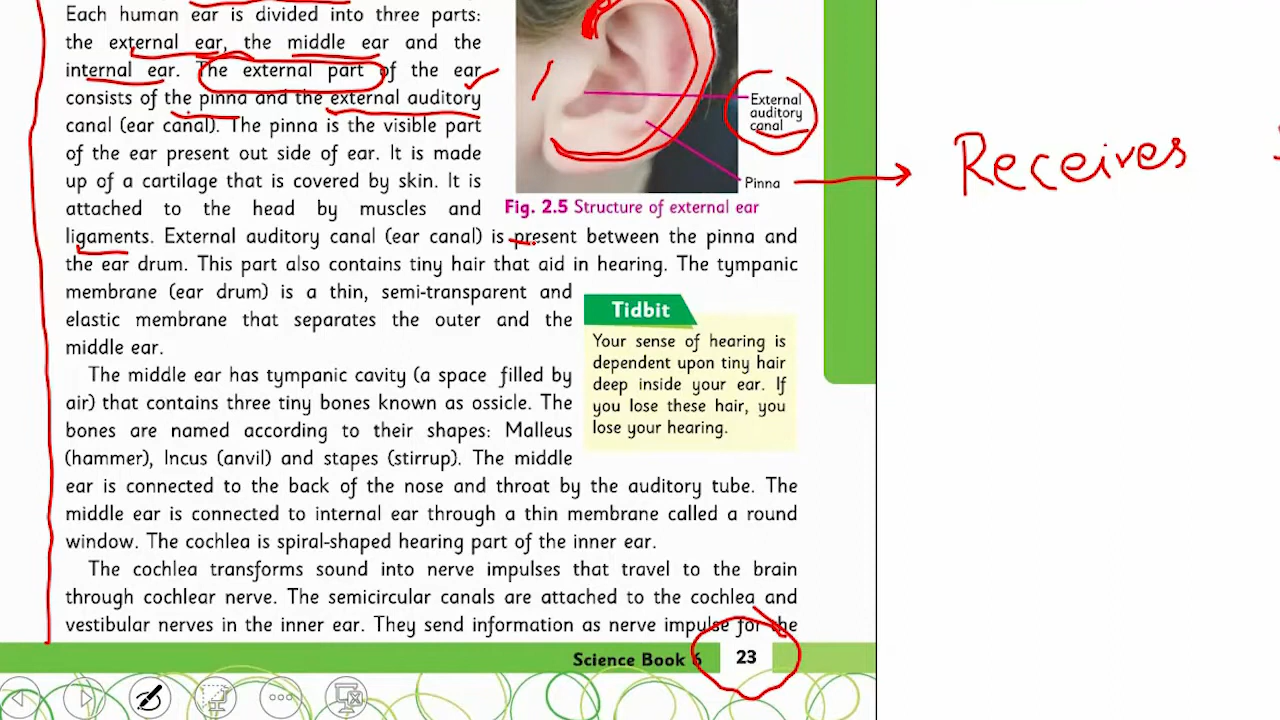 Each human ear is divided into three parts:
the external ear, the middle ear and the
internal ear. The external part of the ear
consists of the pinna and the external auditory
canal (ear canal). The pinna is the visible part
of the ear present out side of ear. It is made
up of a cartilage that is covered by skin. It is
attached to the head by muscles and
ligaments. External auditory canal (ear canal) is present between the pinna and
the ear drum. This part also contains tiny hair that aid in hearing. The tympanic
membrane (ear drum) is a thin, semi-transparent and
elastic membrane that separates the outer and the
middle ear.
External
auditory
canal
Pinna
Receives
Fig. 2.5 Structure of external ear
Tidbit
Your sense of hearing is
dependent upon tiny hair
deep inside your ear. If
you lose these hair, you
lose your hearing.
The middle ear has tympanic cavity (a space filled by
air) that contains three tiny bones known as ossicle. The
bones are named according to their shapes: Malleus
(hammer), Incus (anvil) and stapes (stirrup). The middle
ear is connected to the back of the nose and throat by the auditory tube. The
middle ear is connected to internal ear through a thin membrane called a round
window. The cochlea is spiral-shaped hearing part of the inner ear.
The cochlea transforms sound into nerve impulses that travel to the brain
through cochlear nerve. The semicircular canals are attached to the cochlea and
vestibular nerves in the inner ear. They send information as nerve impulse for the
Science Book 6 23